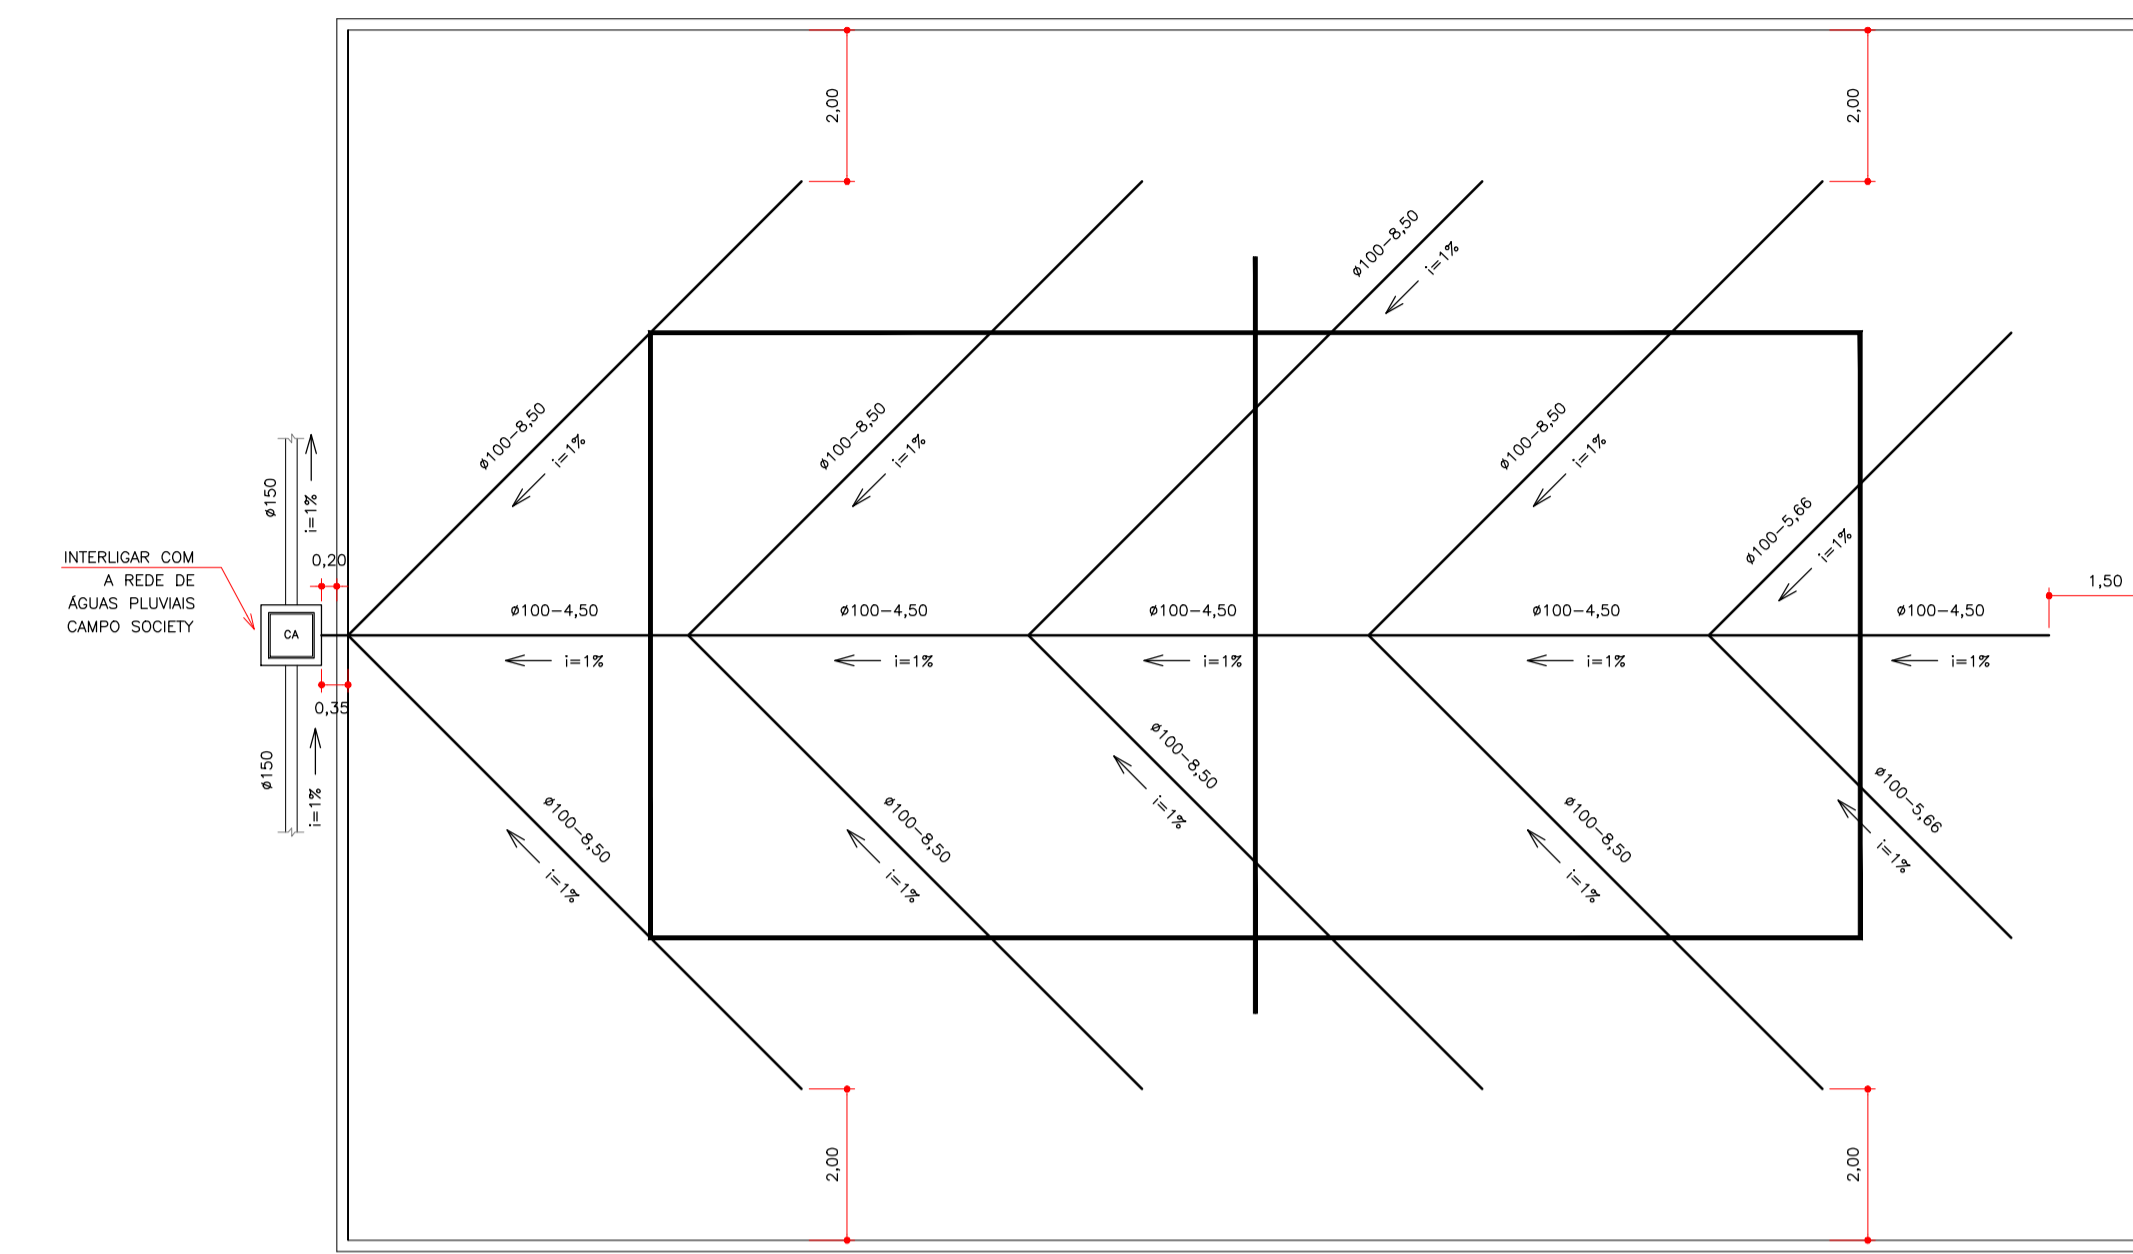 2,00
2,00
ø100-8,50
i=1%
ø100-8,50
i=1%
ø100-8,50
i=1%
ø100-8,50
i=1%
ø100-5,66
i=1%
ø150
i=1%
INTERLIGAR COM
A REDE DE
ÁGUAS PLUVIAIS
CAMPO SOCIETY
0,20
CA
0,35
ø150
i=1%
ø100-4,50
i=1%
ø100-4,50
i=1%
ø100-4,50
i=1%
ø100-4,50
i=1%
ø100-4,50
i=1%
1,50
ø100-8,50
i=1%
ø100-8,50
i=1%
ø100-8,50
i=1%
ø100-8,50
i=1%
ø100-5,66
i=1%
2,00
2,00